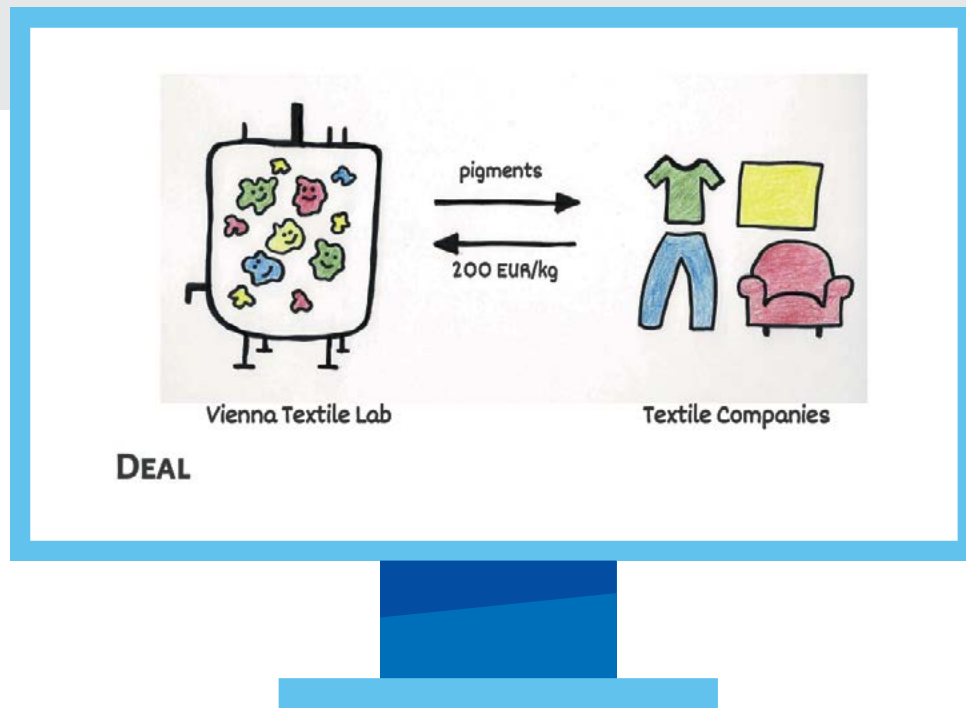 pigments
200 EUR/kg
Vienna Textile Lab
Textile Companies
DEAL